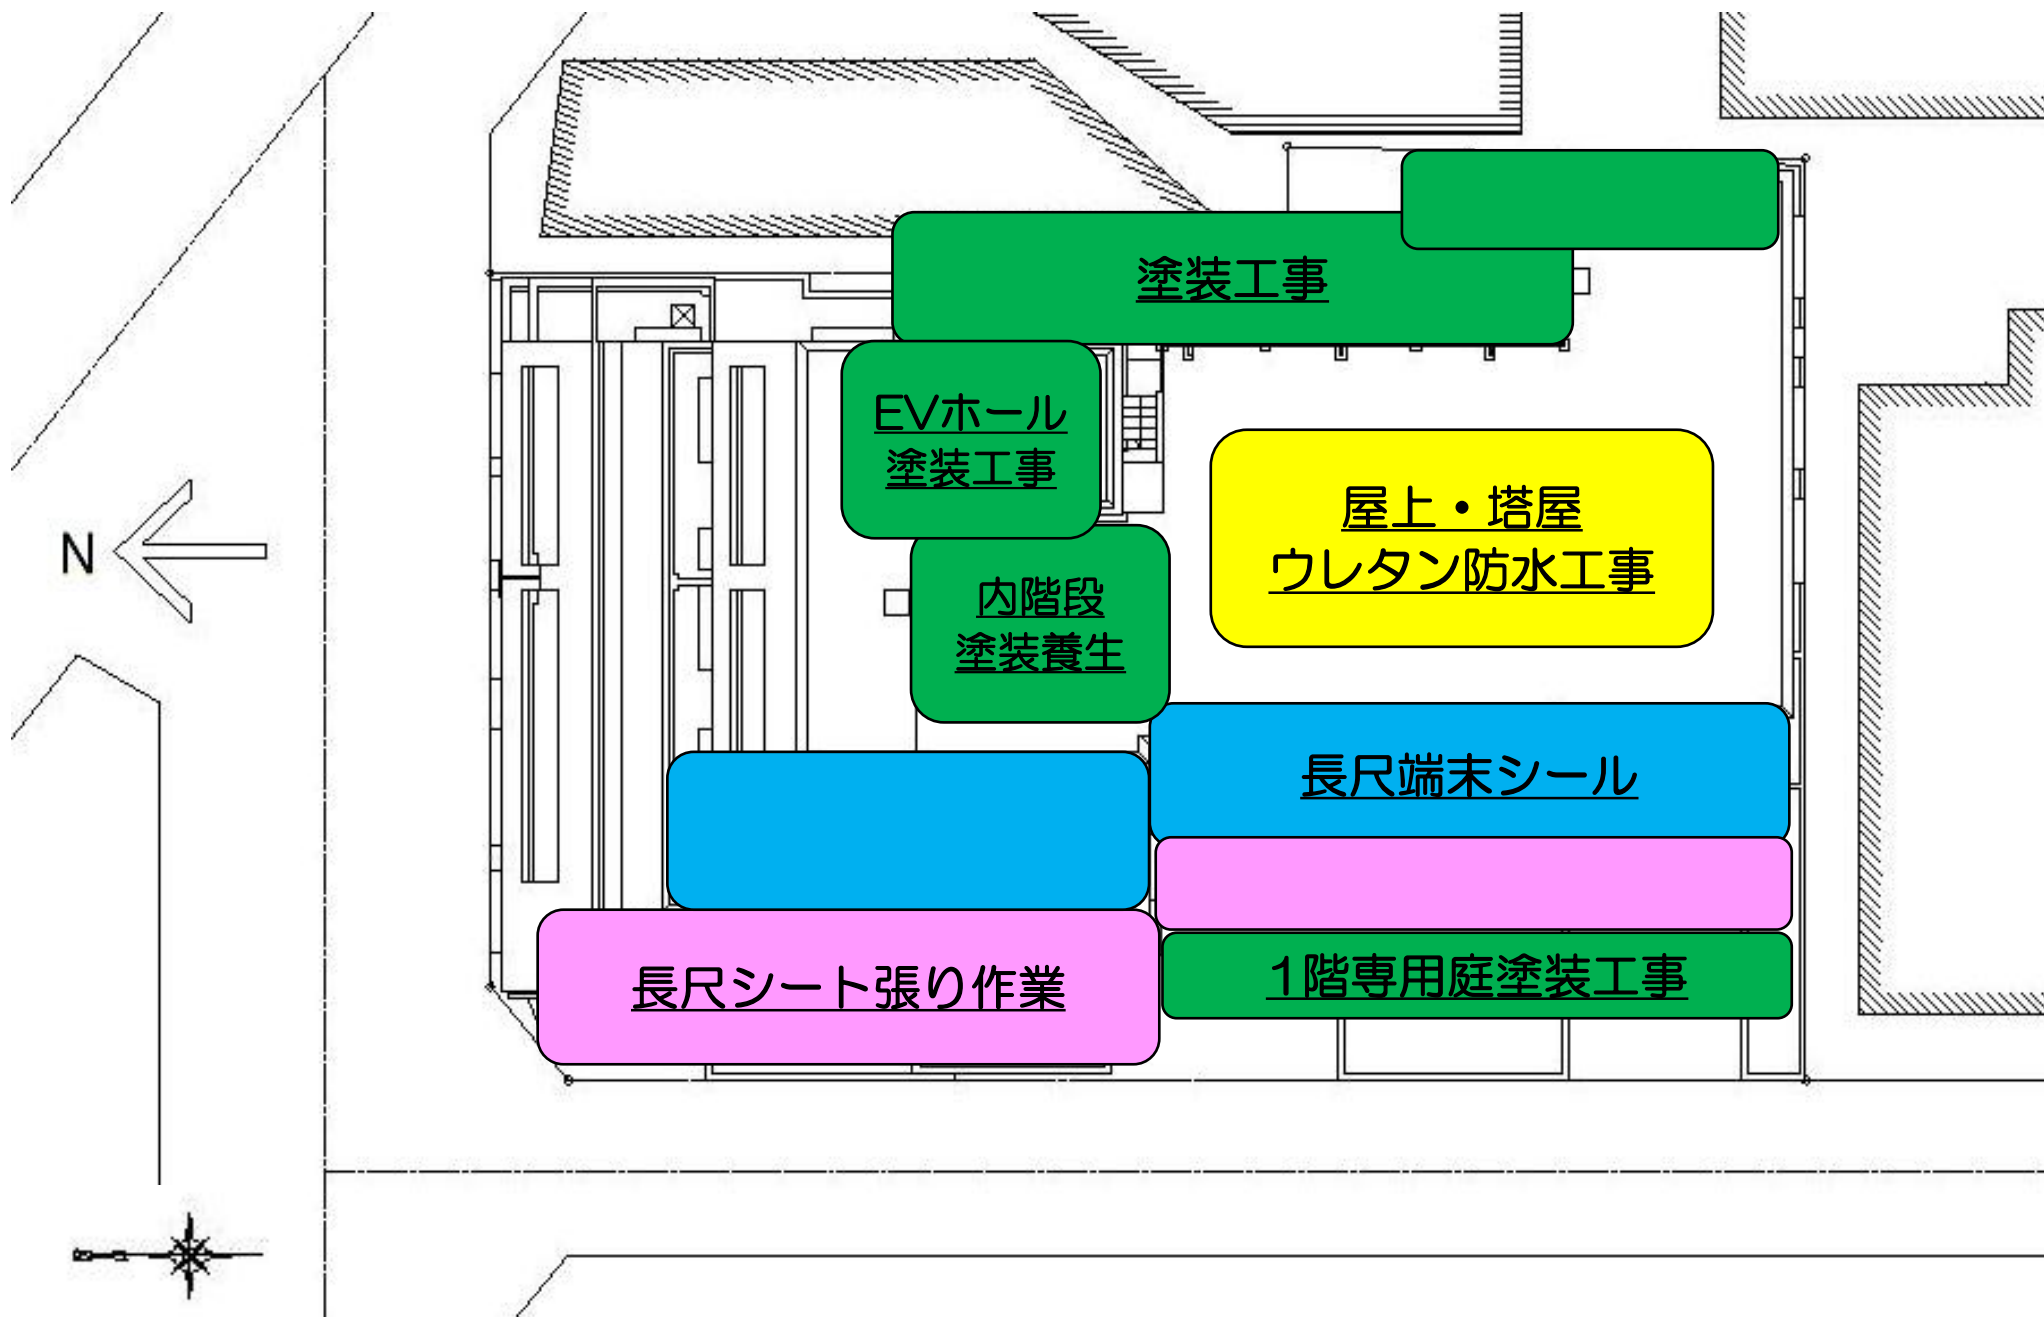 塗装工事
EVホール
塗装工事
N
屋上・塔屋
ウレタン防水工事
内階段
塗装養生
長尺端末シール
長尺シート張り作業
1階専用庭塗装工事